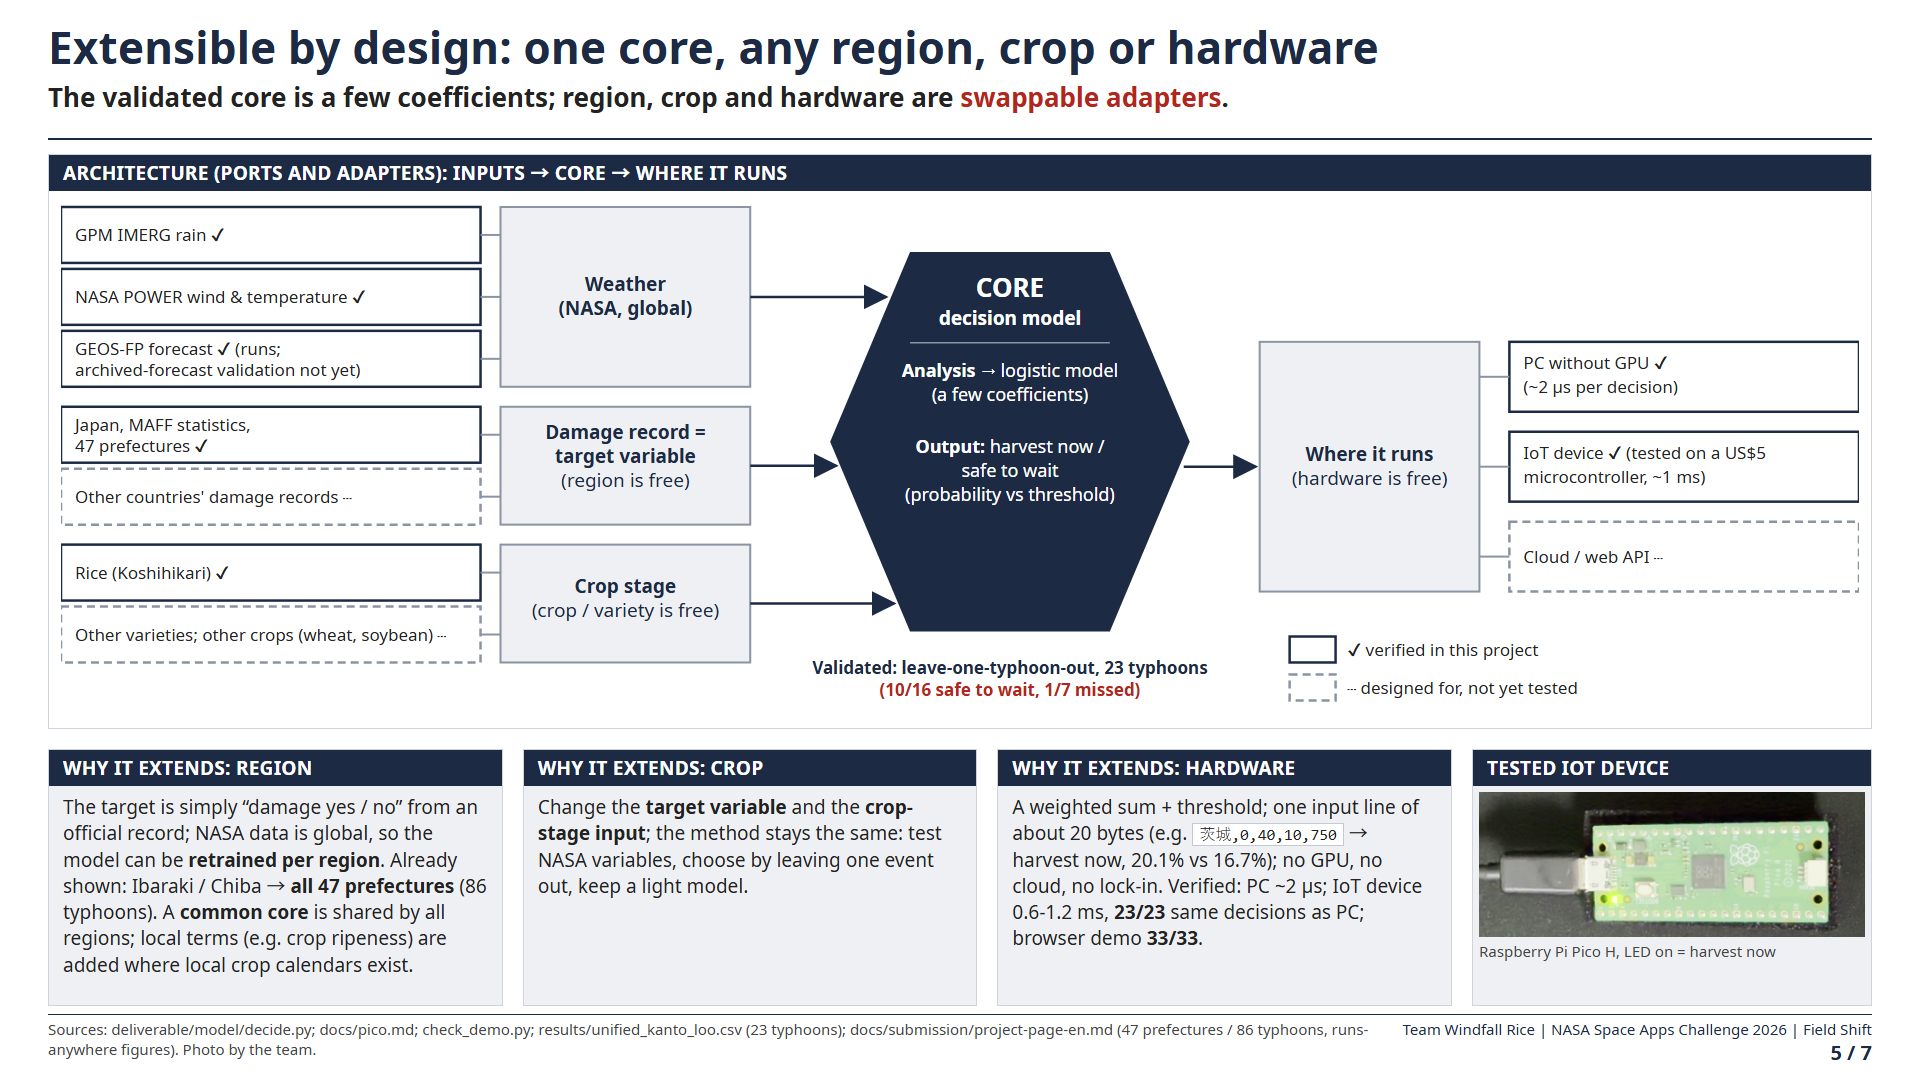 Extensible by design: one core, any region, crop or hardware
The validated core is a few coefficients; region, crop and hardware are swappable adapters.
ARCHITECTURE (PORTS AND ADAPTERS): INPUTS → CORE → WHERE IT RUNS
GPM IMERG rain ✓
NASA POWER wind & temperature ✓
GEOS-FP forecast ✓ (runs;
archived-forecast validation not yet)
Japan, MAFF statistics,
47 prefectures ✓
Other countries' damage records ┄
Rice (Koshihikari) ✓
Other varieties; other crops (wheat, soybean) ┄
Weather
(NASA, global)
Damage record =
target variable
(region is free)
Crop stage
(crop / variety is free)
CORE
decision model
Analysis → logistic model
(a few coefficients)
Output: harvest now /
safe to wait
(probability vs threshold)
Validated: leave-one-typhoon-out, 23 typhoons
(10/16 safe to wait, 1/7 missed)
Where it runs
(hardware is free)
PC without GPU ✓
(~2 µs per decision)
IoT device ✓ (tested on a US$5
microcontroller, ~1 ms)
Cloud / web API ┄
✓ verified in this project
┄ designed for, not yet tested
WHY IT EXTENDS: REGION
The target is simply “damage yes / no” from an
official record; NASA data is global, so the
model can be retrained per region. Already
shown: Ibaraki / Chiba → all 47 prefectures (86
typhoons). A common core is shared by all
regions; local terms (e.g. crop ripeness) are
added where local crop calendars exist.
WHY IT EXTENDS: CROP
Change the target variable and the crop-
stage input; the method stays the same: test
NASA variables, choose by leaving one event
out, keep a light model.
WHY IT EXTENDS: HARDWARE
A weighted sum + threshold; one input line of
about 20 bytes (e.g. 茨城,0,40,10,750 →
harvest now, 20.1% vs 16.7%); no GPU, no
cloud, no lock-in. Verified: PC ~2 µs; IoT device
0.6-1.2 ms, 23/23 same decisions as PC;
browser demo 33/33.
TESTED IOT DEVICE
Raspberry Pi Pico H, LED on = harvest now
Sources: deliverable/model/decide.py; docs/pico.md; check_demo.py; results/unified_kanto_loo.csv (23 typhoons); docs/submission/project-page-en.md (47 prefectures / 86 typhoons, runs-
anywhere figures). Photo by the team.
Team Windfall Rice | NASA Space Apps Challenge 2026 | Field Shift
5 / 7